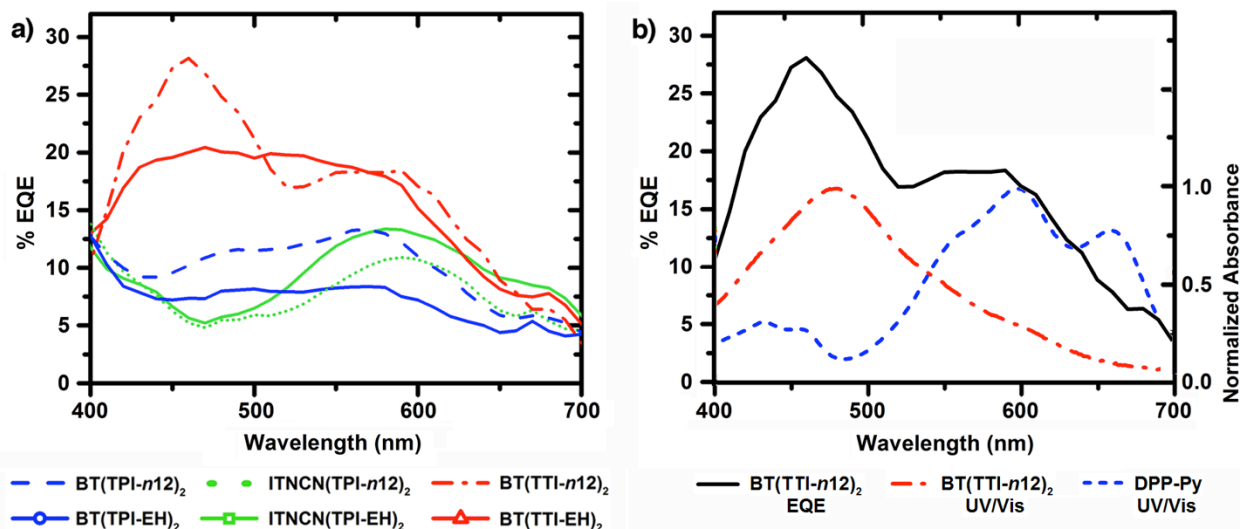 a)
30
25
20
15
10
5
0
% EQE
400 500 600 700
Wavelength (nm)
BT(TPI-n12)₂ ITNCN(TPI-n12)₂ BT(TTI-n12)₂
BT(TPI-EH)₂ ITNCN(TPI-EH)₂ BT(TTI-EH)₂
b)
30
25
20
15
10
5
0
% EQE
1.0
0.5
0.0
Normalized Absorbance
400 500 600 700
Wavelength (nm)
BT(TTI-n12)₂ BT(TTI-n12)₂ DPP-Py
EQE UV/Vis UV/Vis